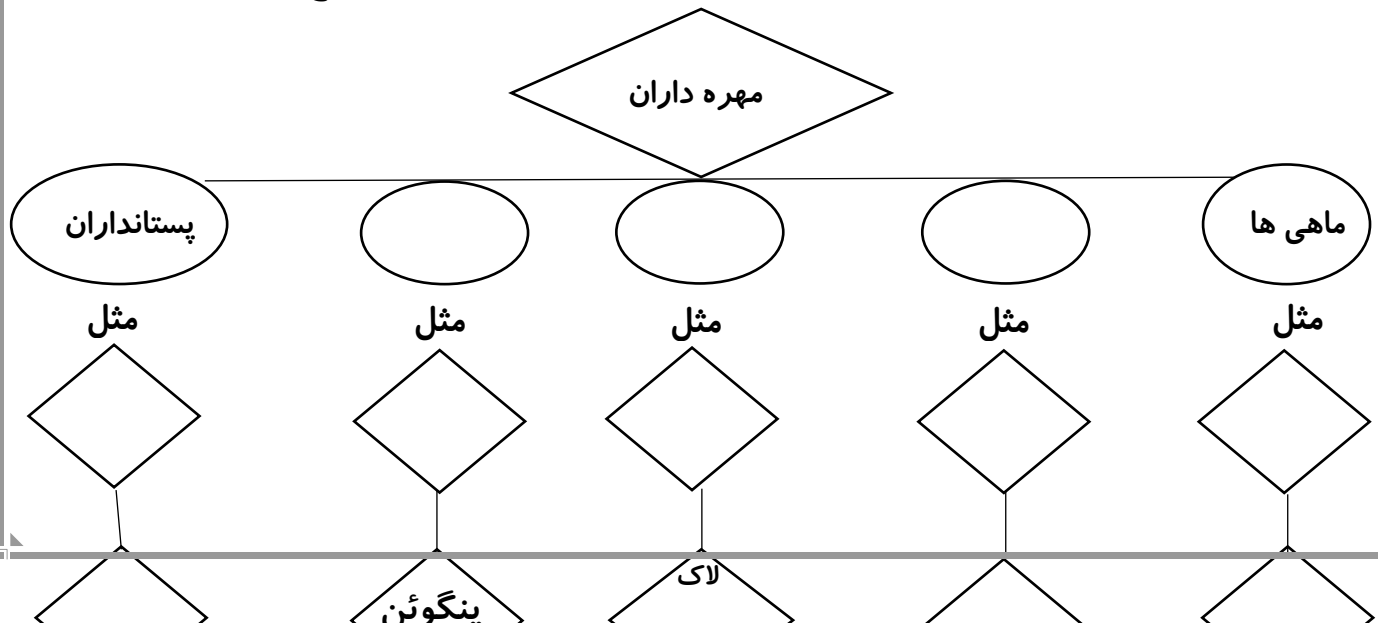 مهره داران
ماهی ها
پستانداران
مثل
مثل
مثل
مثل
مثل
لاک
پنگوئن